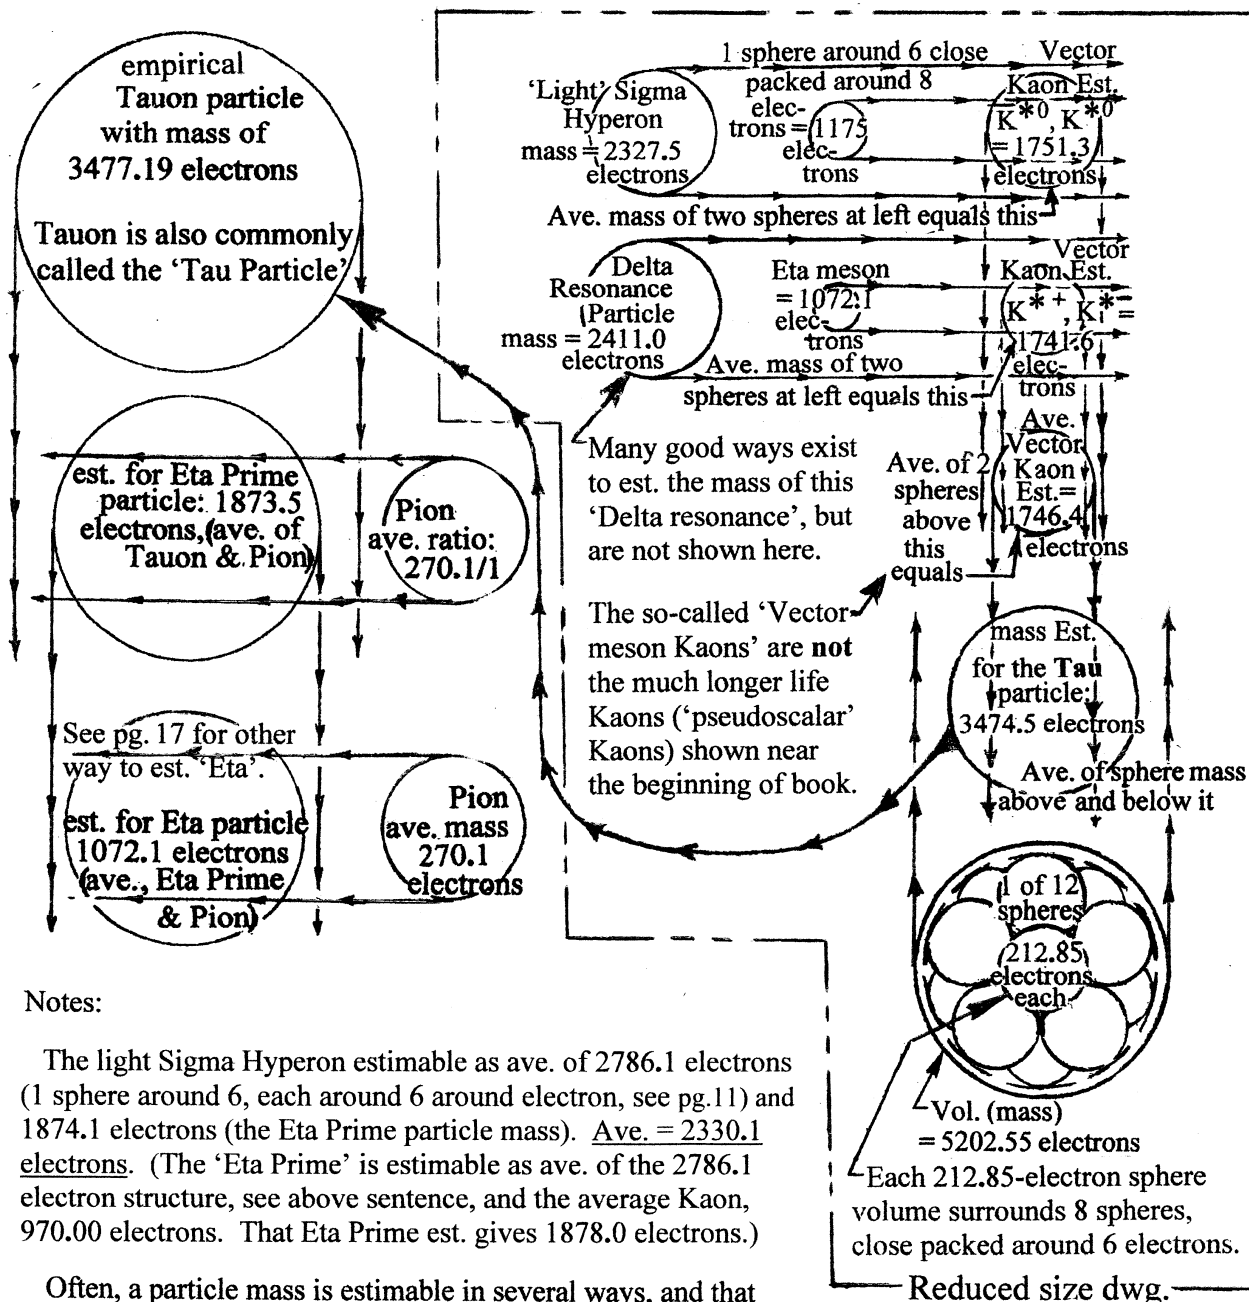 empirical
Tauon particle
with mass of
3477.19 electrons
Tauon is also commonly
called the ‘Tau Particle’
1 sphere around 6 close
packed around 8
elec-
trons = 1175
elec-
trons
Vector
Kaon Est.
K*0, K*0
= 1751.3
electrons
‘Light’ Sigma
Hyperon
mass = 2327.5
electrons
Ave. mass of two spheres at left equals this
Delta
Resonance
Particle
mass = 2411.0
electrons
Eta meson
= 1072.1
elec-
trons
Vector
Kaon Est.
K*+, K*-
= 1741.6
elec-
trons
Ave. mass of two
spheres at left equals this
est. for Eta Prime
particle: 1873.5
electrons, (ave. of
Tauon & Pion)
Pion
ave. ratio:
270.1/1
Many good ways exist
to est. the mass of this
‘Delta resonance’, but
are not shown here.
Ave. of 2
spheres
above
this
equals
Ave.
Vector
Kaon
Est.=
1746.4
electrons
The so-called ‘Vector-
meson Kaons’ are not
the much longer life
Kaons (‘pseudoscalar’
Kaons) shown near
the beginning of book.
mass Est.
for the Tau
particle:
3474.5 electrons
Ave. of sphere mass
above and below it
See pg. 17 for other
way to est. ‘Eta’.
est. for Eta particle
1072.1 electrons
(ave., Eta Prime
& Pion)
Pion
ave. mass
270.1
electrons
1 of 12
spheres
212.85
electrons
each
Vol. (mass)
= 5202.55 electrons
Each 212.85-electron sphere
volume surrounds 8 spheres,
close packed around 6 electrons.
Reduced size dwg.
Notes:
The light Sigma Hyperon estimable as ave. of 2786.1 electrons
(1 sphere around 6, each around 6 around electron, see pg.11) and
1874.1 electrons (the Eta Prime particle mass). Ave. = 2330.1
electrons. (The ‘Eta Prime’ is estimable as ave. of the 2786.1
electron structure, see above sentence, and the average Kaon,
970.00 electrons. That Eta Prime est. gives 1878.0 electrons.)
Often, a particle mass is estimable in several ways, and that